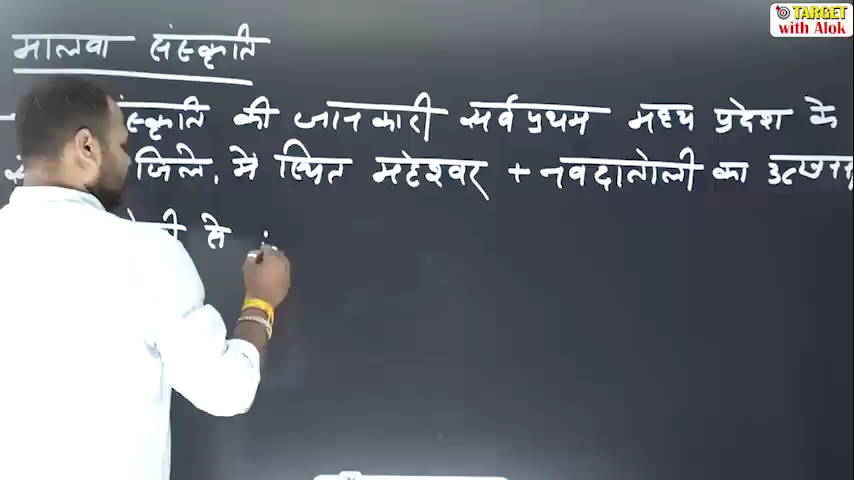 TARGET
with Alok
मालवा संस्कृति
संस्कृति की जानकारी सर्वप्रथम मध्य प्रदेश के
जिले, में स्थित महेश्वर + नवदाटोली का उत्खनन
से